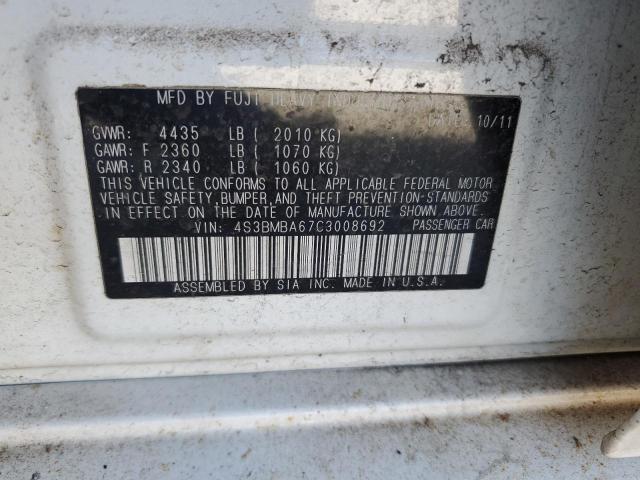 MFD BY FUJI HEAVY
DATE 10/11
GVWR: 4435 LB ( 2010 KG)
GAWR: F 2360 LB ( 1070 KG)
GAWR: R 2340 LB ( 1060 KG)
THIS VEHICLE CONFORMS TO ALL APPLICABLE FEDERAL MOTOR
VEHICLE SAFETY, BUMPER, AND THEFT PREVENTION-STANDARDS
IN EFFECT ON THE DATE OF MANUFACTURE SHOWN ABOVE.
VIN: 4S3BMBA67C3008692 PASSENGER CAR
ASSEMBLED BY SIA INC. MADE IN U.S.A.